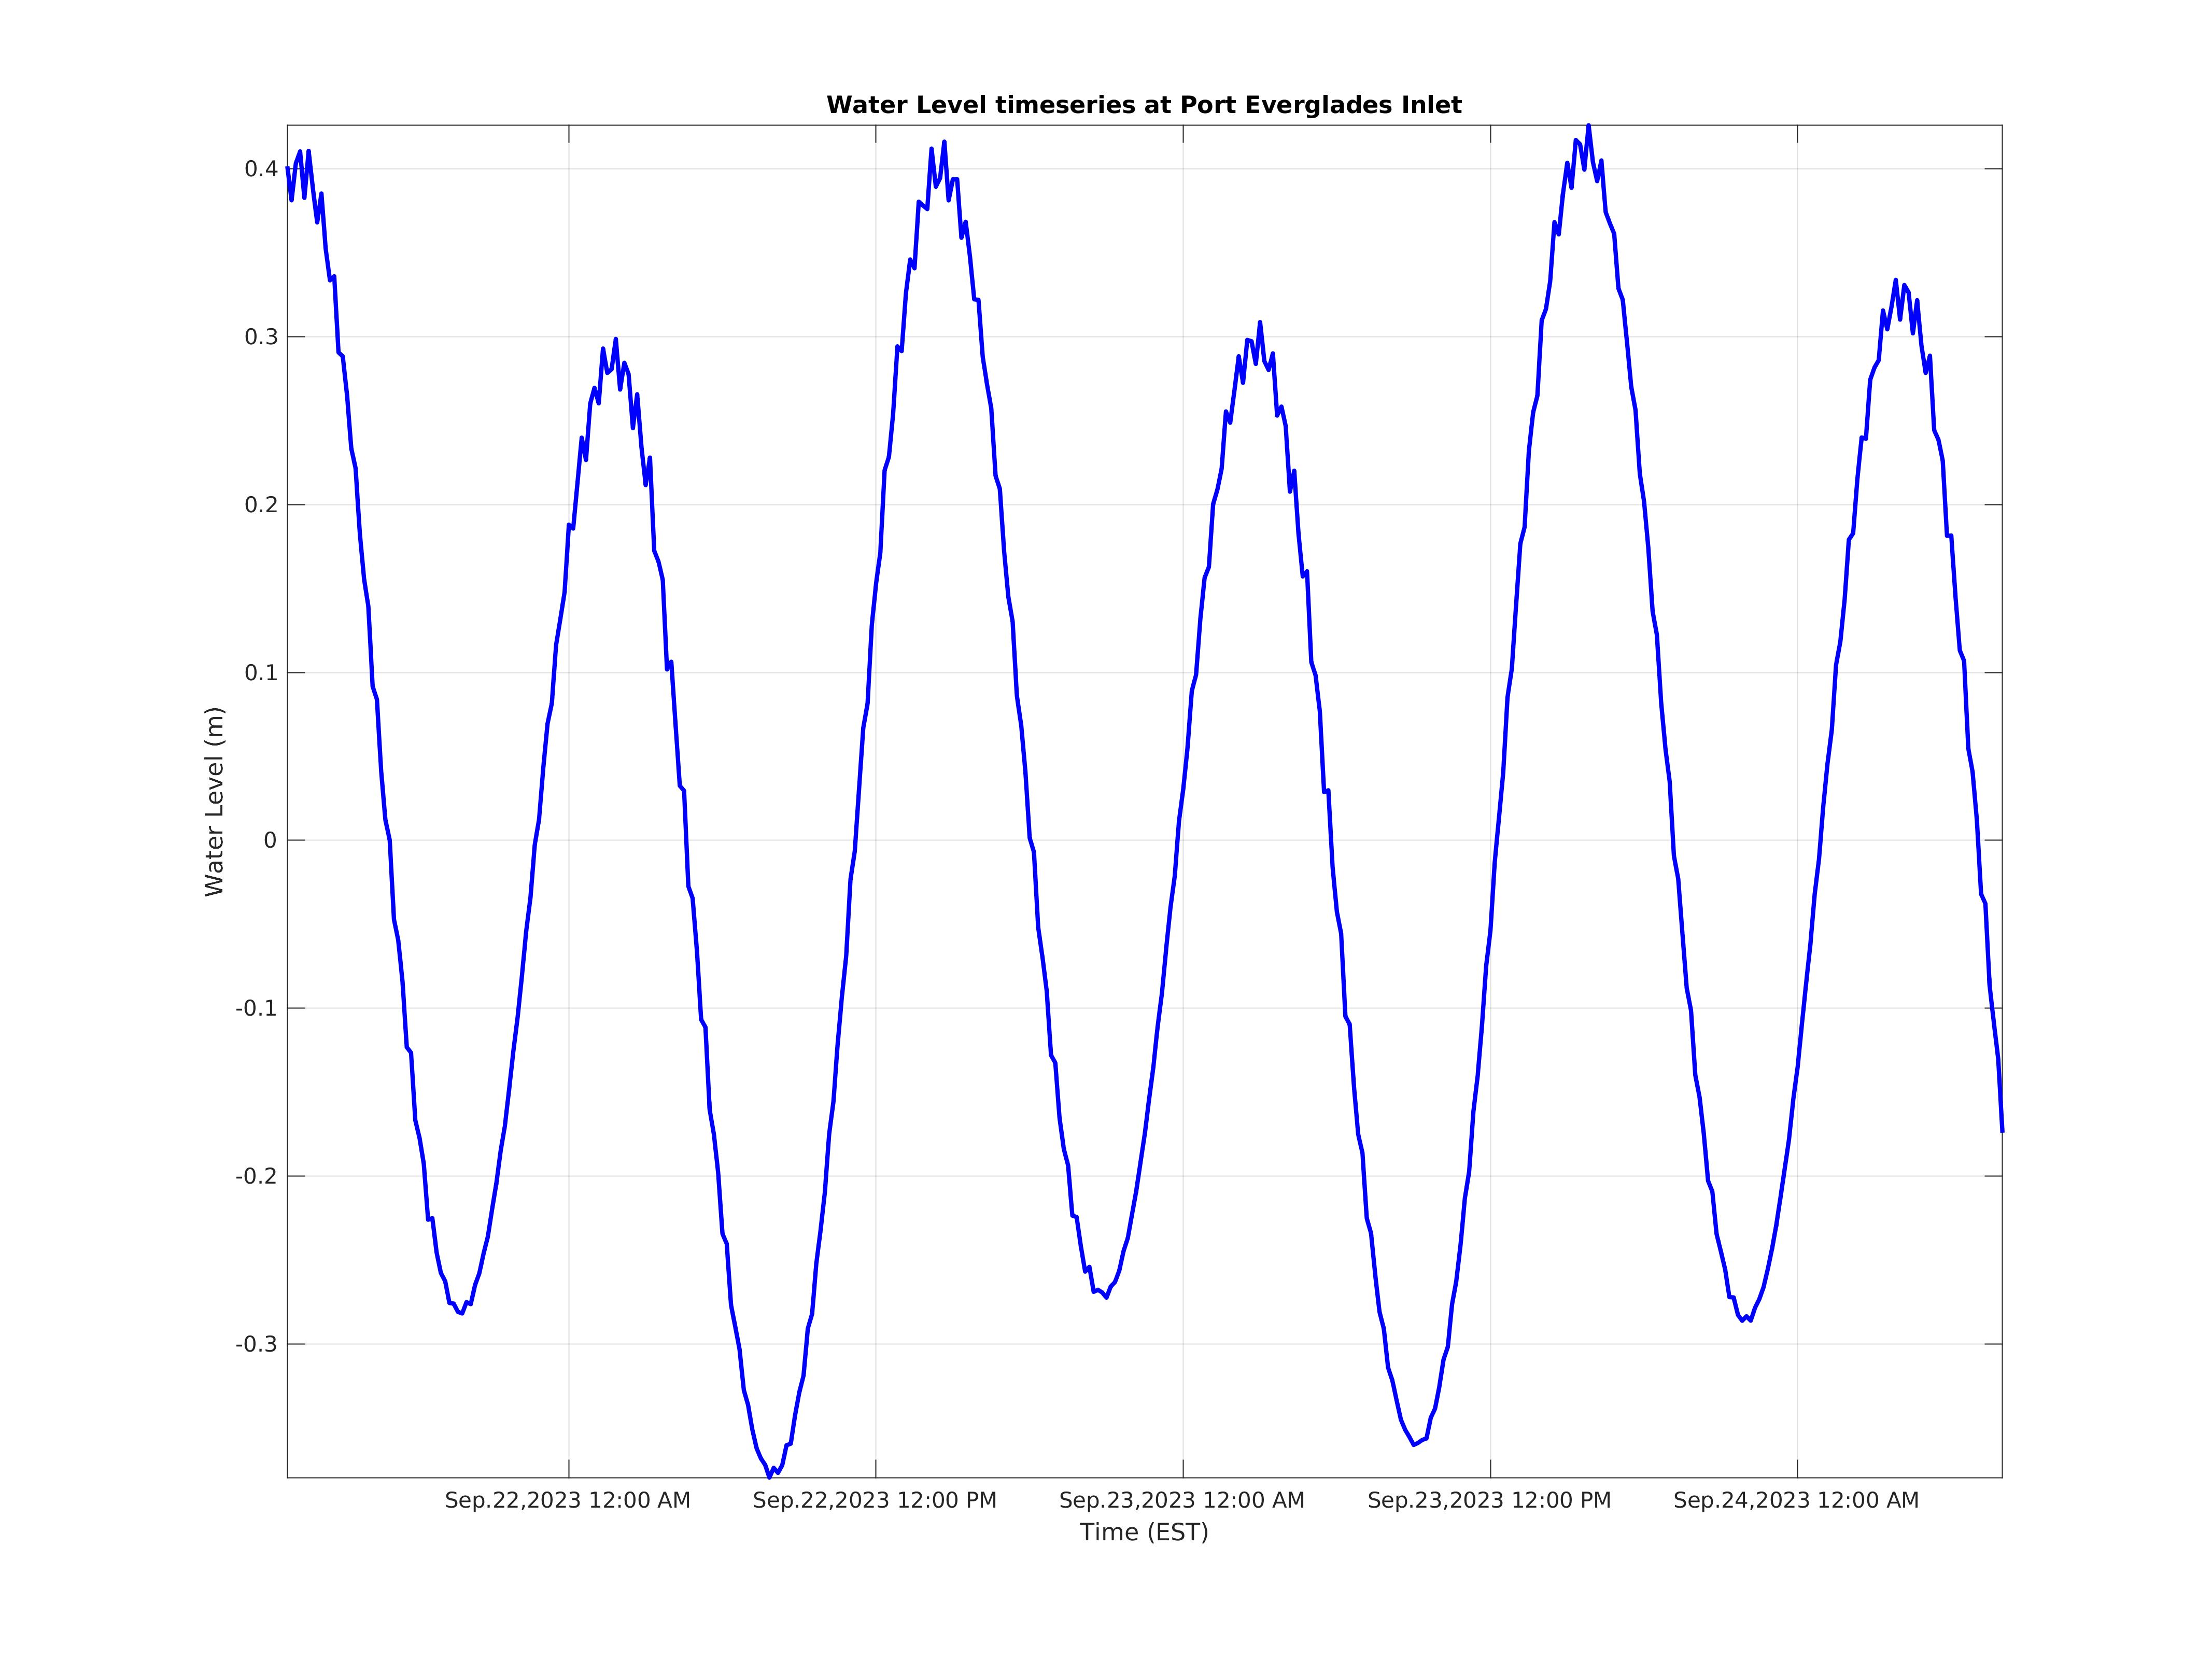 Water Level timeseries at Port Everglades Inlet
0.4
0.3
0.2
0.1
0
-0.1
-0.2
-0.3
Water Level (m)
Sep.22,2023 12:00 AM
Sep.22,2023 12:00 PM
Sep.23,2023 12:00 AM
Sep.23,2023 12:00 PM
Sep.24,2023 12:00 AM
Time (EST)